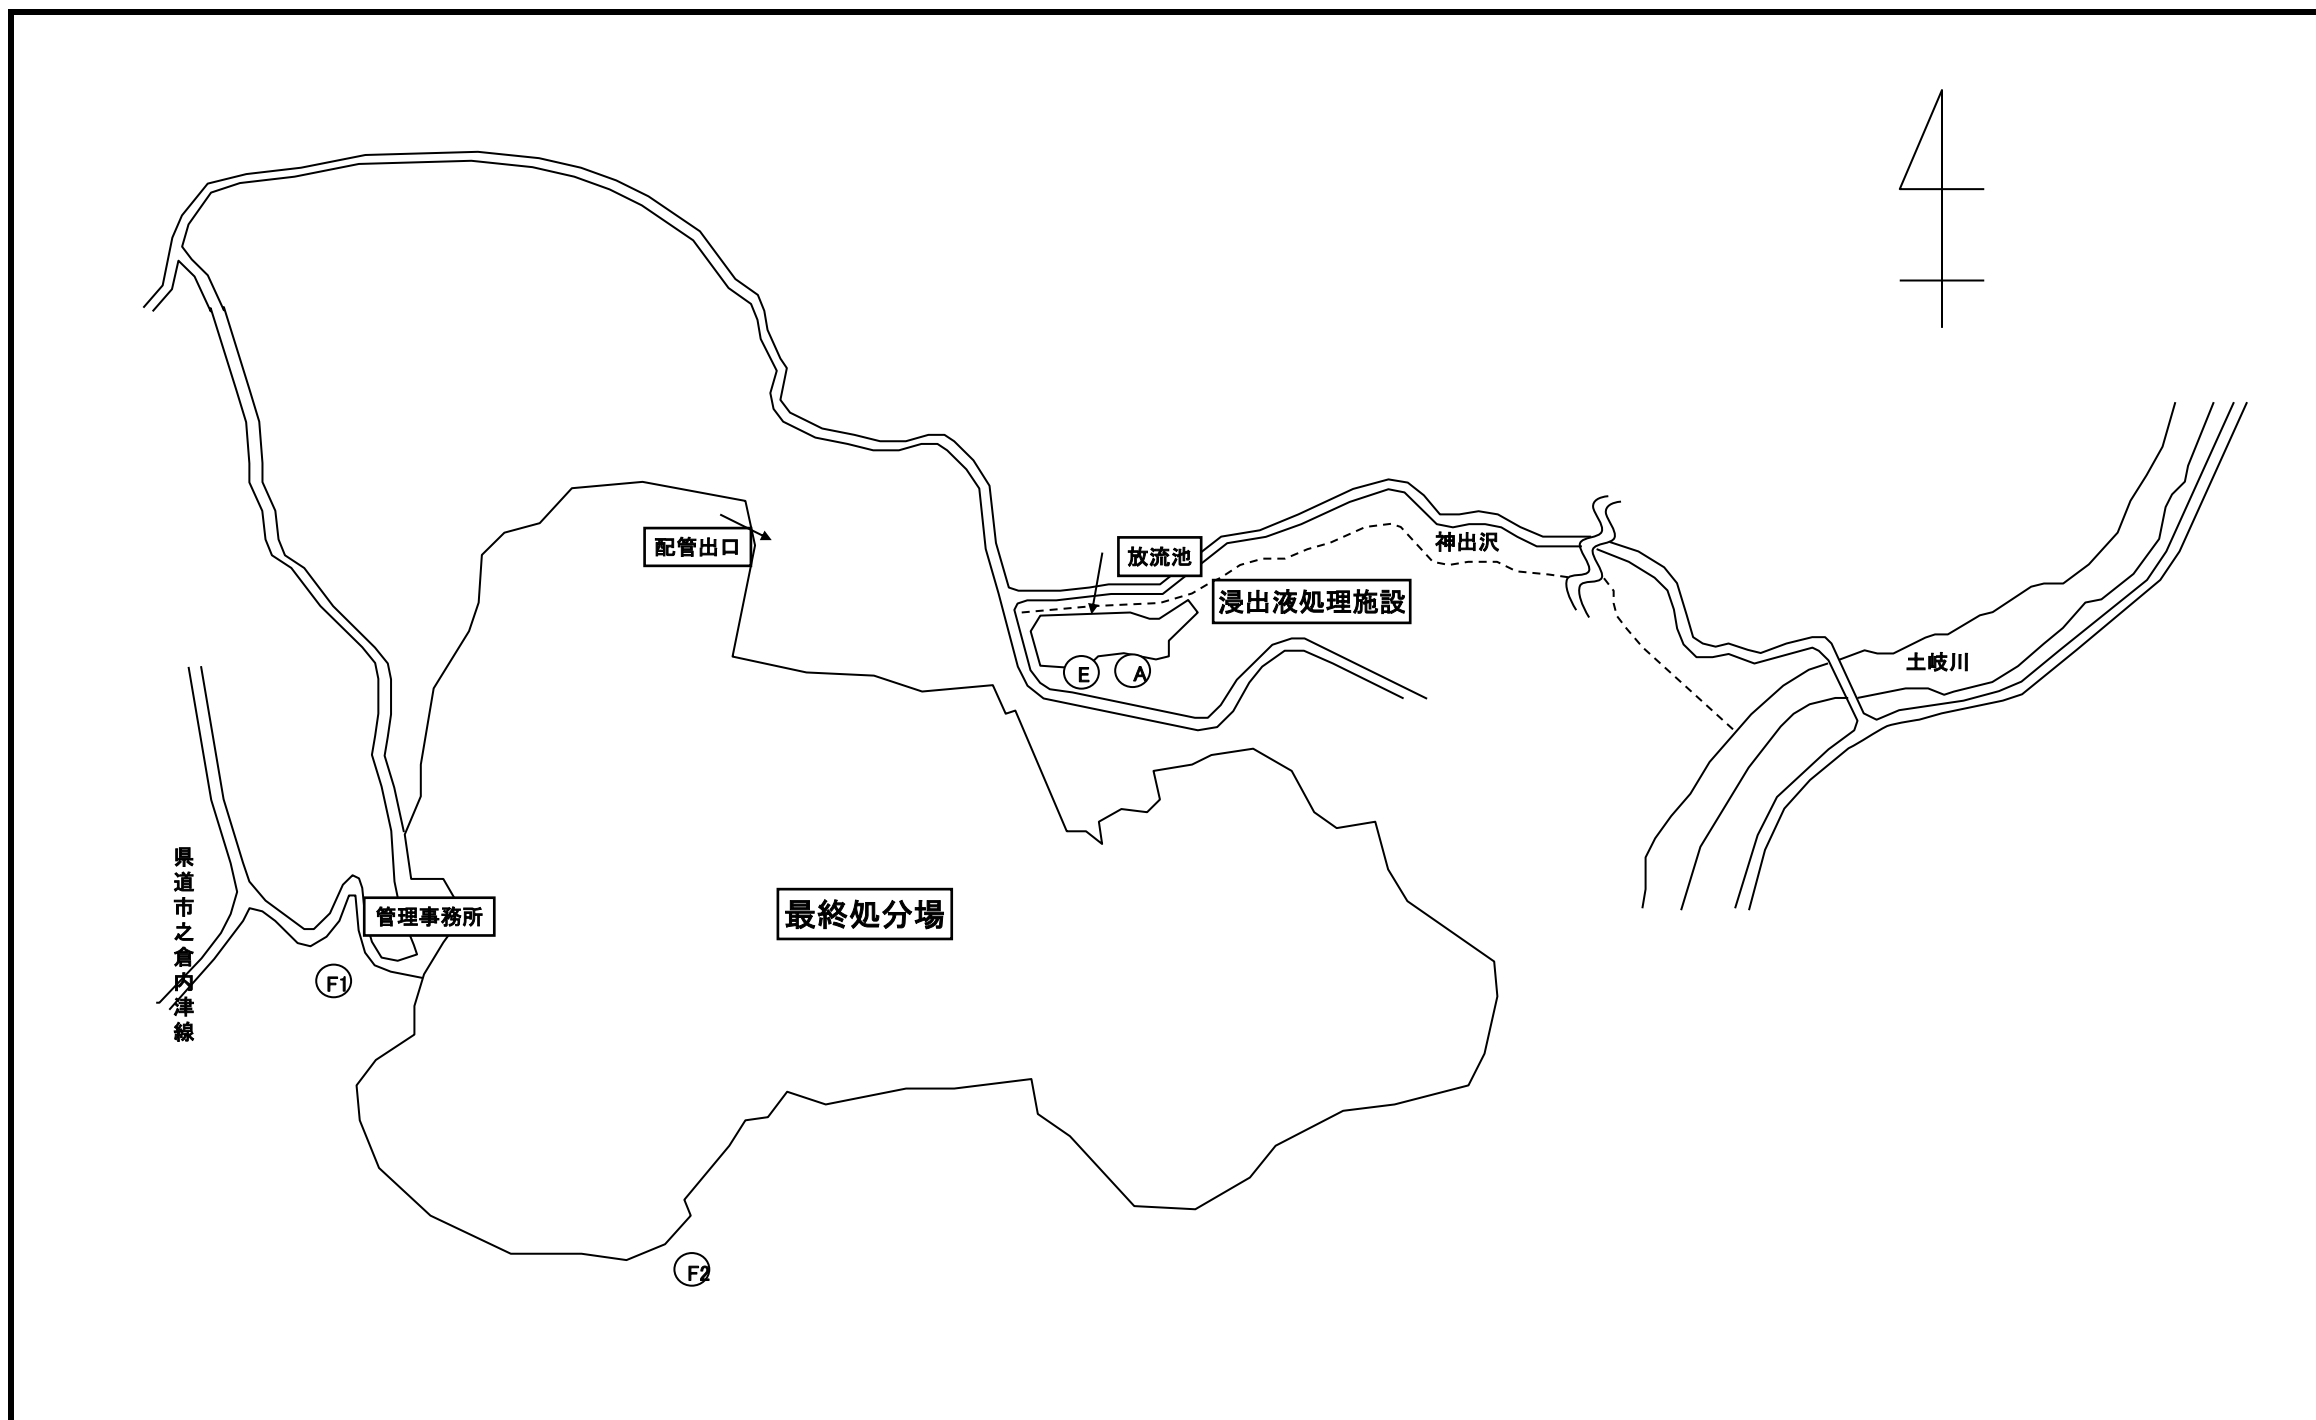 配管出口
放流池
神出沢
浸出液処理施設
土岐川
E
A
県道市之倉内津線
管理事務所
最終処分場
F1
F2